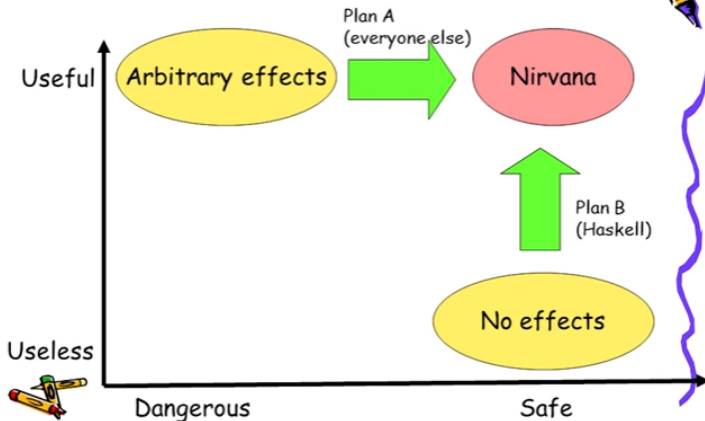 Plan A
(everyone else)
Useful
Arbitrary effects
Nirvana
Plan B
(Haskell)
No effects
Useless
Dangerous
Safe